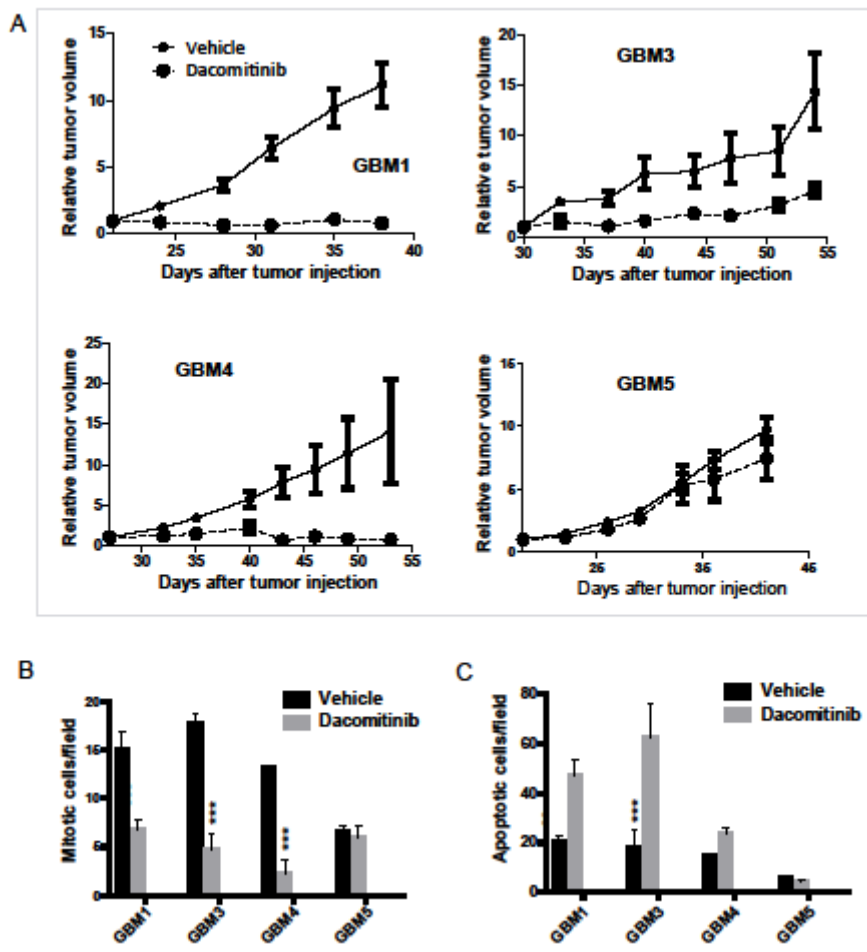 A
15
10
5
0
Relative tumor volume
Vehicle
Dacomitinib
GBM1
25 30 35 40
Days after tumor injection
20
15
10
5
0
Relative tumor volume
GBM3
30 35 40 45 50 55
Days after tumor injection
25
20
15
10
5
0
Relative tumor volume
GBM4
30 35 40 45 50 55
Days after tumor injection
15
10
5
0
Relative tumor volume
GBM5
26 36 46
Days after tumor injection
B
20
15
10
5
0
Mitotic cells/field
Vehicle
Dacomitinib
***
***
GBM1 GBM3 GBM4 GBM5
C
80
60
40
20
0
Apoptotic cells/field
Vehicle
Dacomitinib
***
GBM1 GBM3 GBM4 GBM5